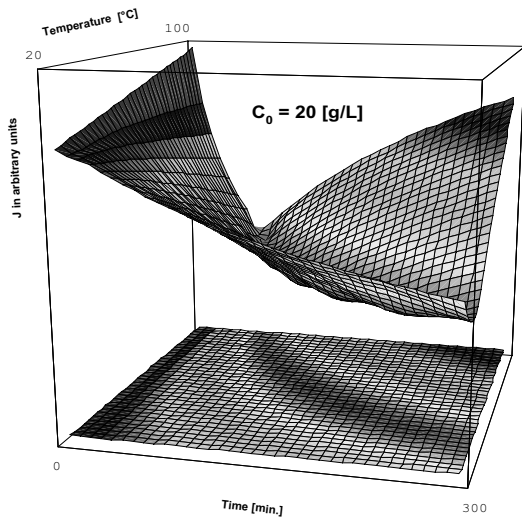 Temperature [°C]
100
20
C0 = 20 [g/L]
J in arbitrary units
0
Time [min.]
300